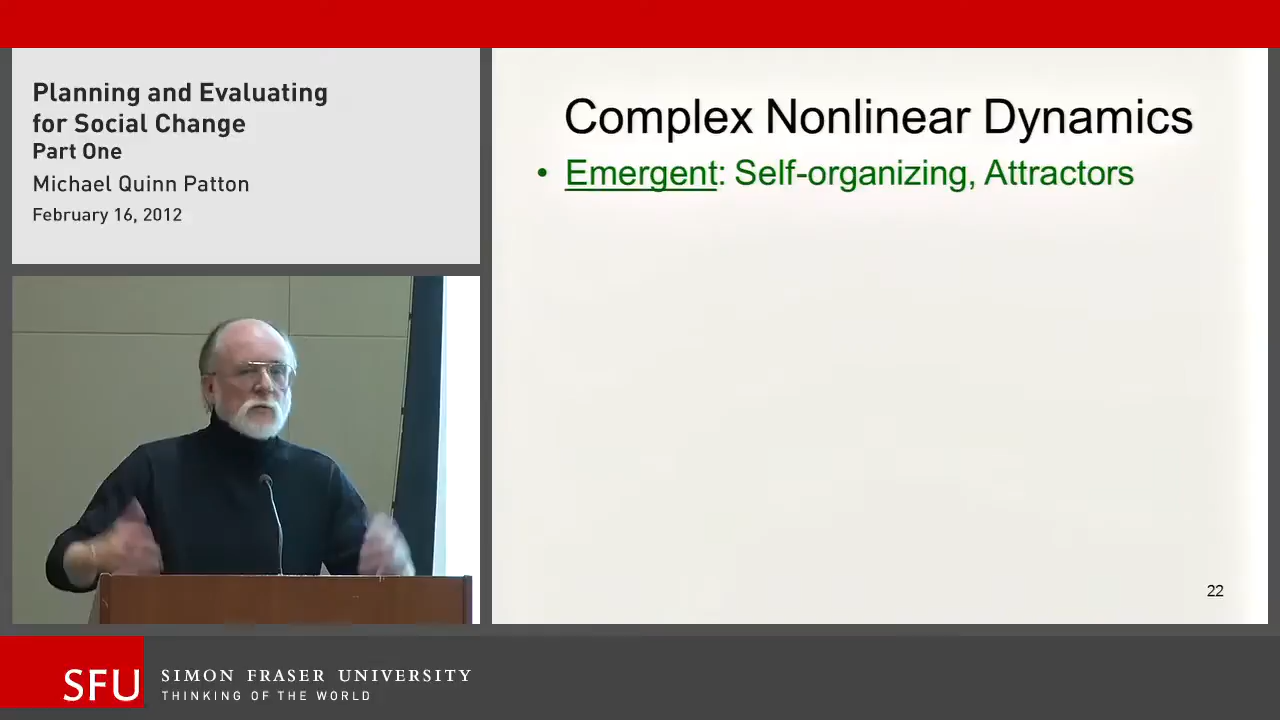 Planning and Evaluating
for Social Change
Part One
Michael Quinn Patton
February 16, 2012
Complex Nonlinear Dynamics
• Emergent: Self-organizing, Attractors
22
SFU
SIMON FRASER UNIVERSITY
THINKING OF THE WORLD